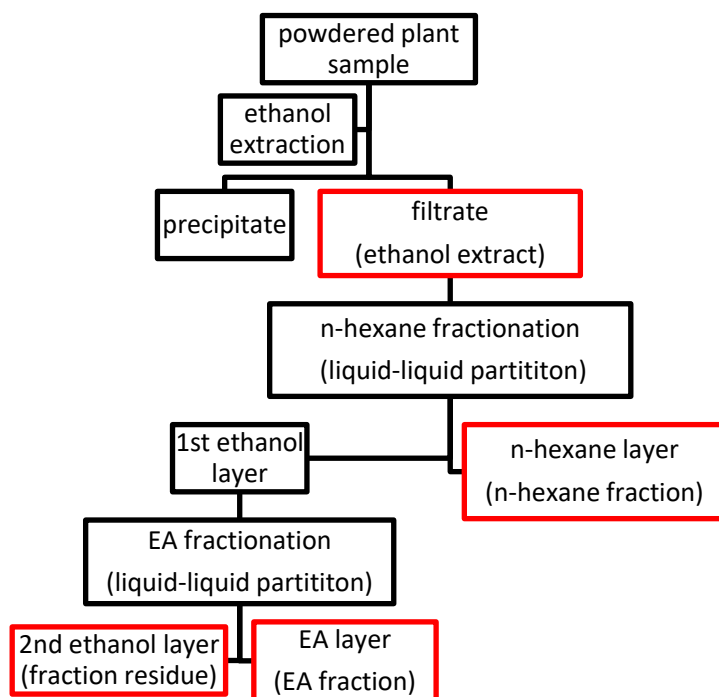 powdered plant
sample
ethanol
extraction
precipitate
filtrate
(ethanol extract)
n-hexane fractionation
(liquid-liquid partititon)
1st ethanol
layer
n-hexane layer
(n-hexane fraction)
EA fractionation
(liquid-liquid partititon)
2nd ethanol layer
(fraction residue)
EA layer
(EA fraction)